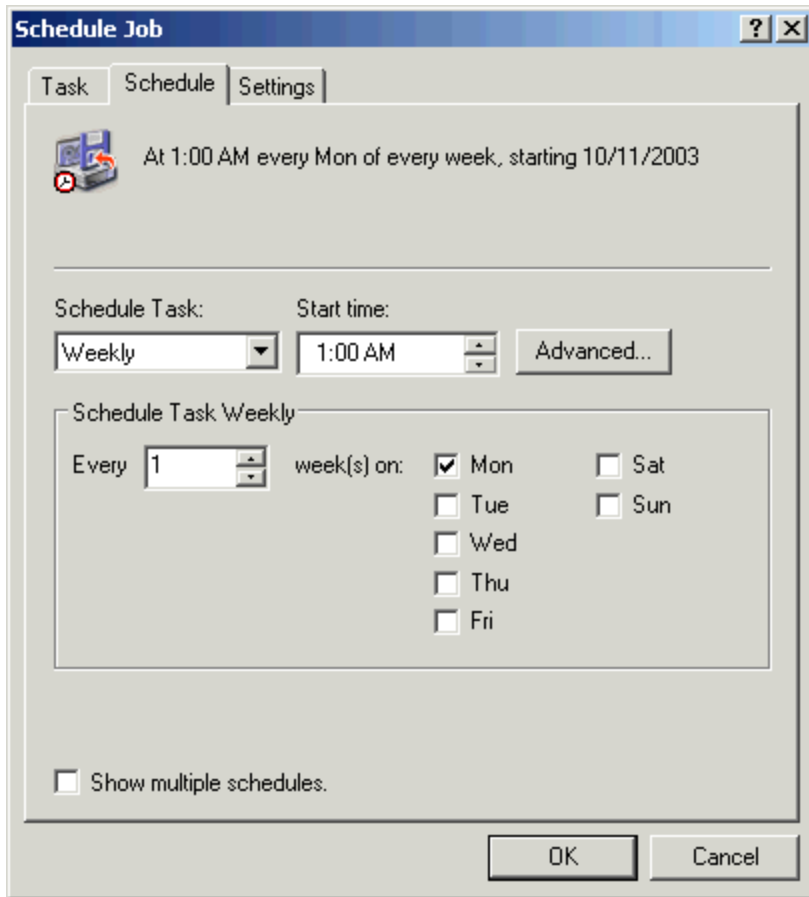 Schedule Job
Task Schedule Settings
At 1:00 AM every Mon of every week, starting 10/11/2003
Schedule Task: Start time:
Weekly 1:00 AM Advanced...
Schedule Task Weekly
Every 1 week(s) on: Mon Sat
Tue Sun
Wed
Thu
Fri
Show multiple schedules.
OK Cancel